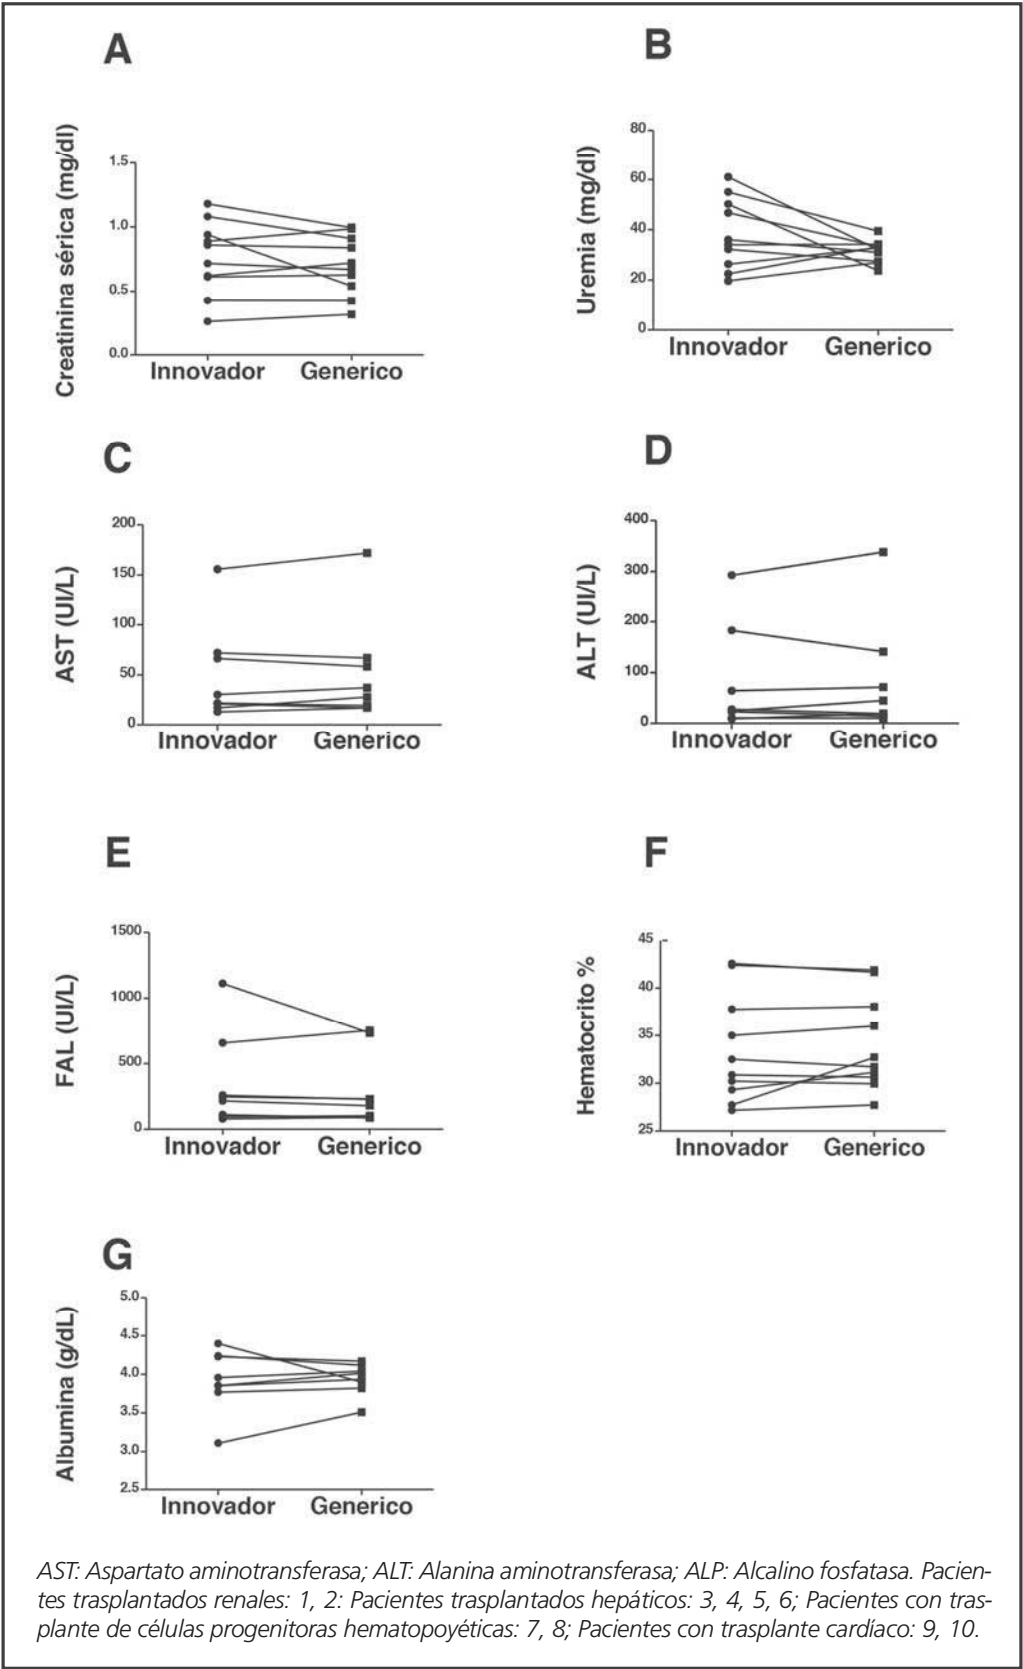 A
Creatinina sérica (mg/dl)
1.5
1.0
0.5
0.0
Innovador Generico
B
Uremia (mg/dl)
80
60
40
20
0
Innovador Generico
C
AST (UI/L)
200
150
100
50
0
Innovador Generico
D
ALT (UI/L)
400
300
200
100
0
Innovador Generico
E
FAL (UI/L)
1500
1000
500
0
Innovador Generico
F
Hematocrito %
45
40
35
30
25
Innovador Generico
G
Albumina (g/dL)
5.0
4.5
4.0
3.5
3.0
2.5
Innovador Generico
AST: Aspartato aminotransferasa; ALT: Alanina aminotransferasa; ALP: Alcalino fosfatasa. Pacien-
tes trasplantados renales: 1, 2: Pacientes trasplantados hepáticos: 3, 4, 5, 6; Pacientes con tras-
plante de células progenitoras hematopoyéticas: 7, 8; Pacientes con trasplante cardíaco: 9, 10.